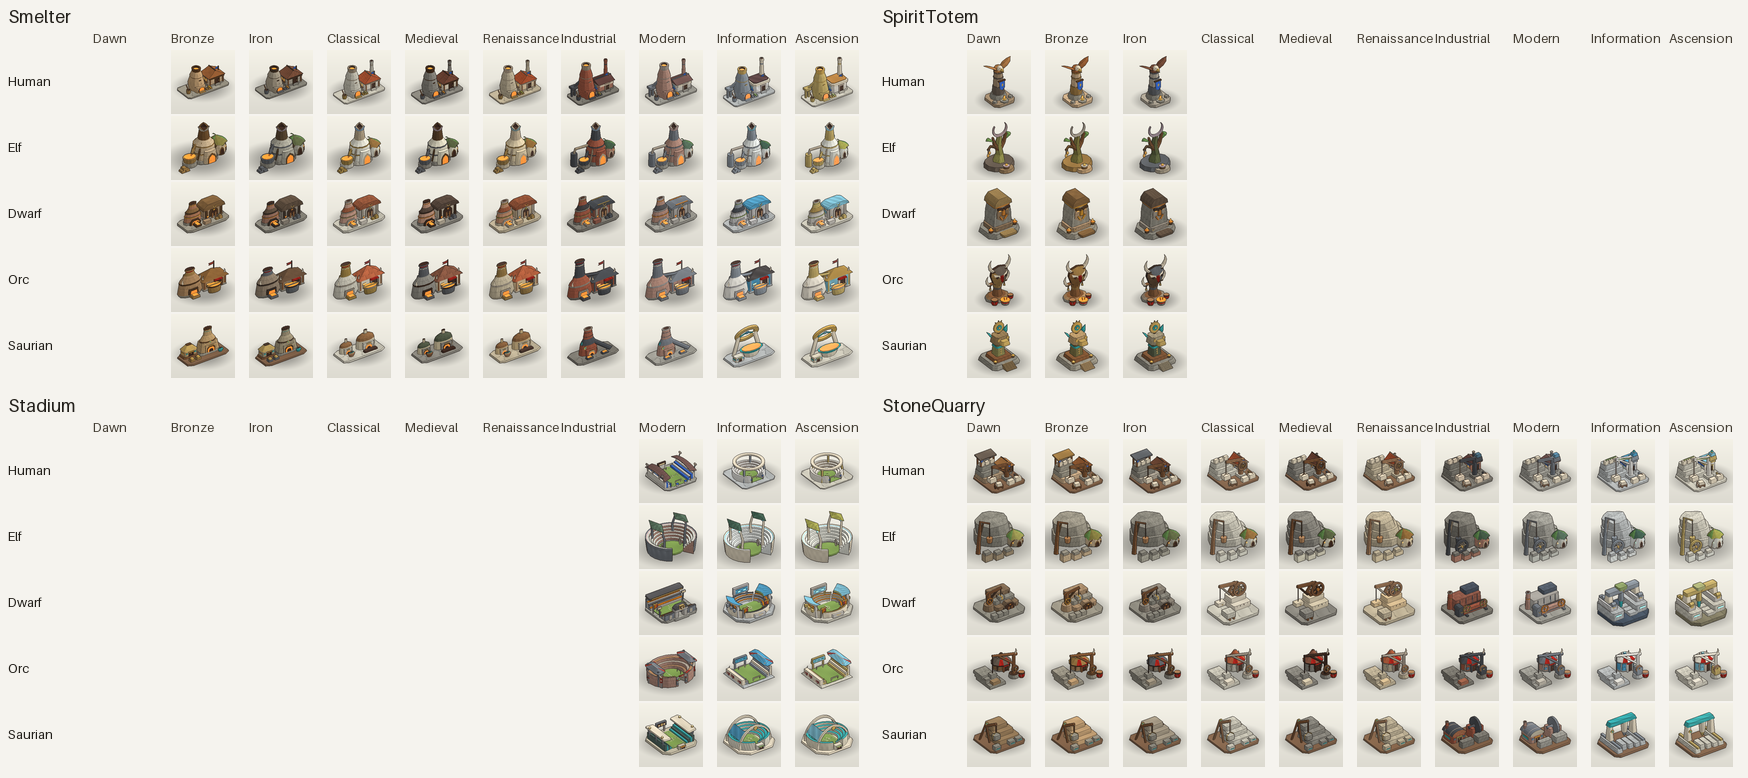 Smelter
Dawn Bronze Iron Classical Medieval Renaissance Industrial Modern Information Ascension
Human
Elf
Dwarf
Orc
Saurian
SpiritTotem
Dawn Bronze Iron Classical Medieval Renaissance Industrial Modern Information Ascension
Human
Elf
Dwarf
Orc
Saurian
Stadium
Dawn Bronze Iron Classical Medieval Renaissance Industrial Modern Information Ascension
Human
Elf
Dwarf
Orc
Saurian
StoneQuarry
Dawn Bronze Iron Classical Medieval Renaissance Industrial Modern Information Ascension
Human
Elf
Dwarf
Orc
Saurian